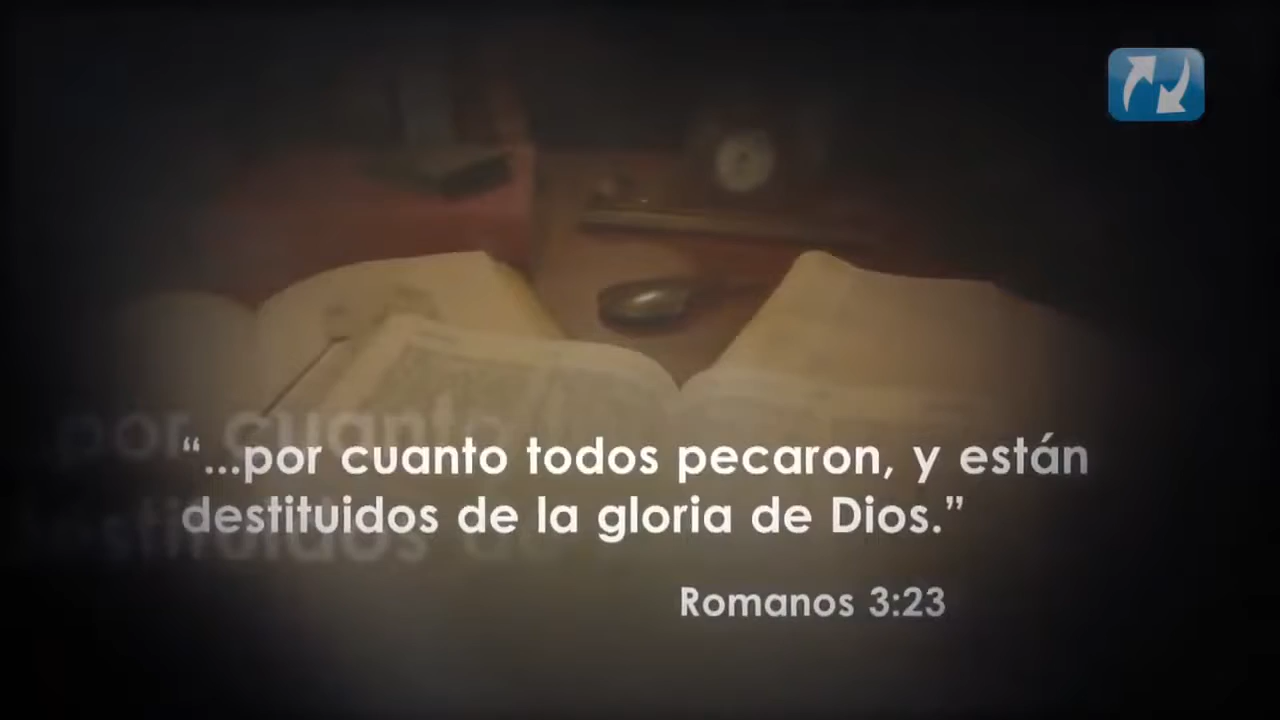 “...por cuanto todos pecaron, y están
destituidos de la gloria de Dios.”
Romanos 3:23